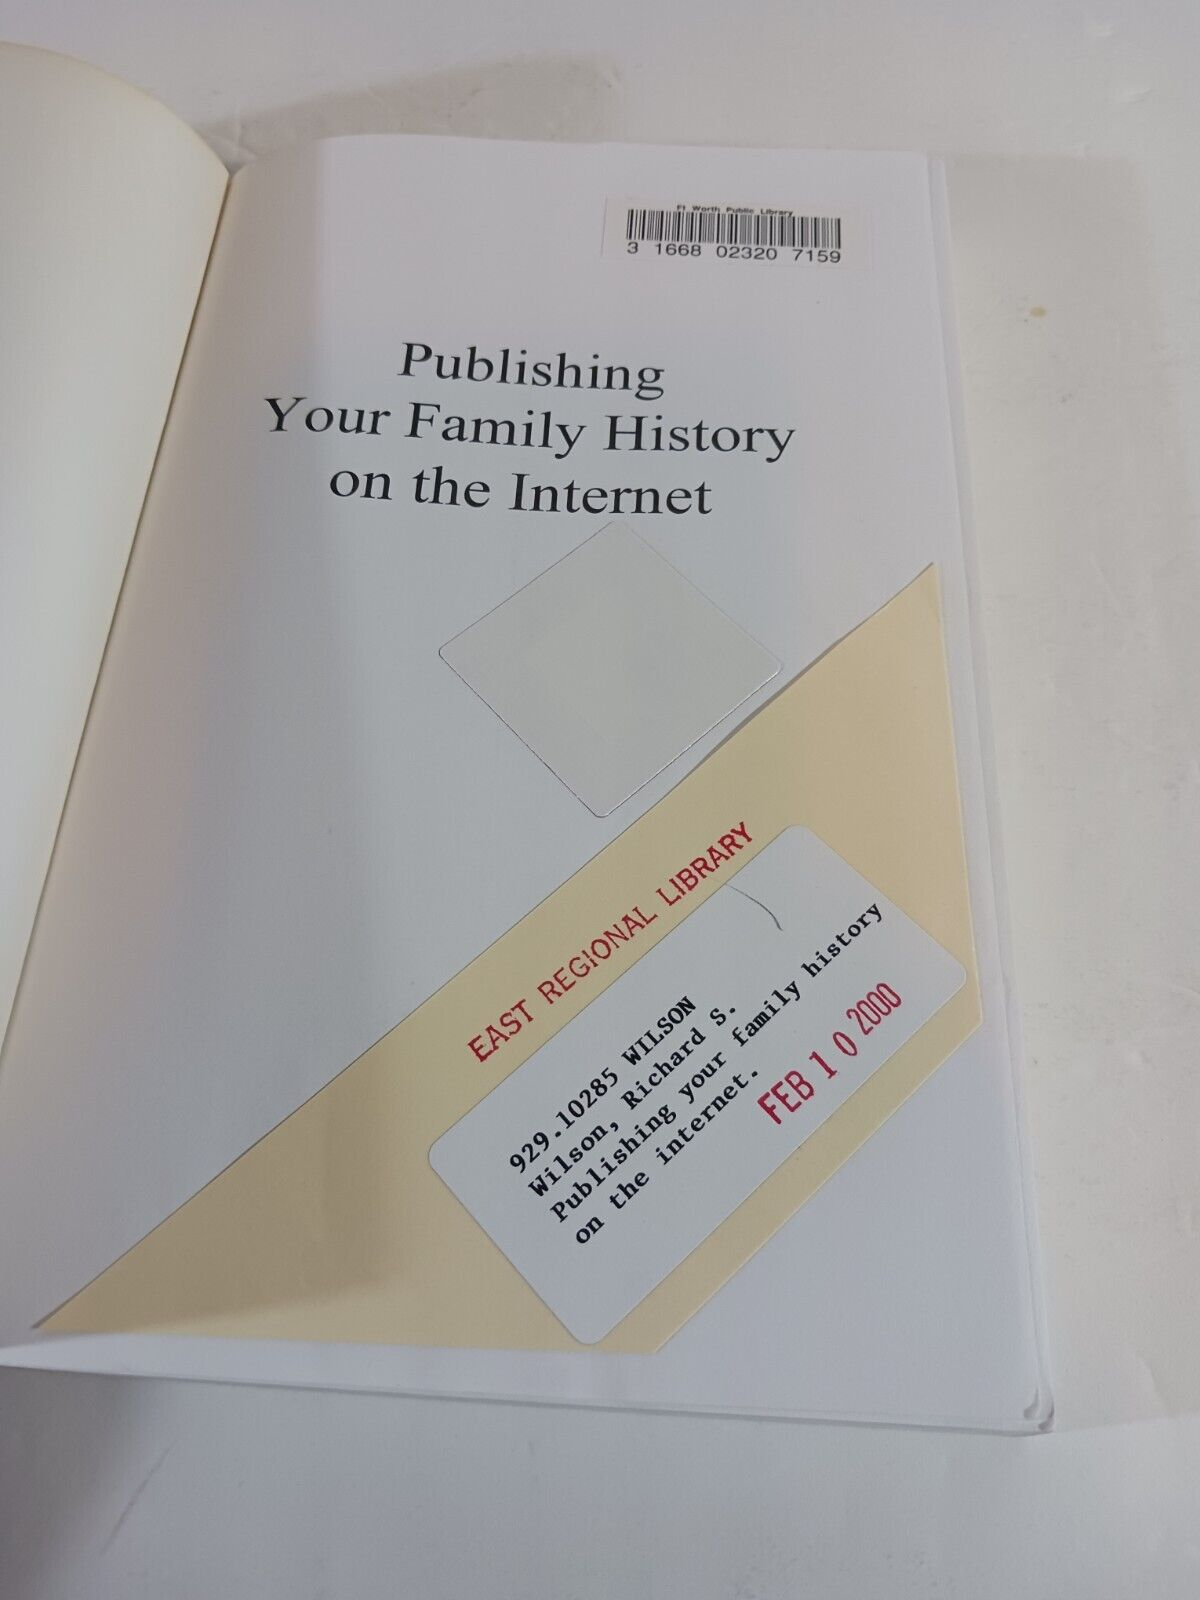 Ft Worth Public Library
3 1668 02320 7159
Publishing
Your Family History
on the Internet
EAST REGIONAL LIBRARY
929.10285 WILSON
Wilson, Richard S.
Publishing your family history
on the internet.
FEB 1 0 2000